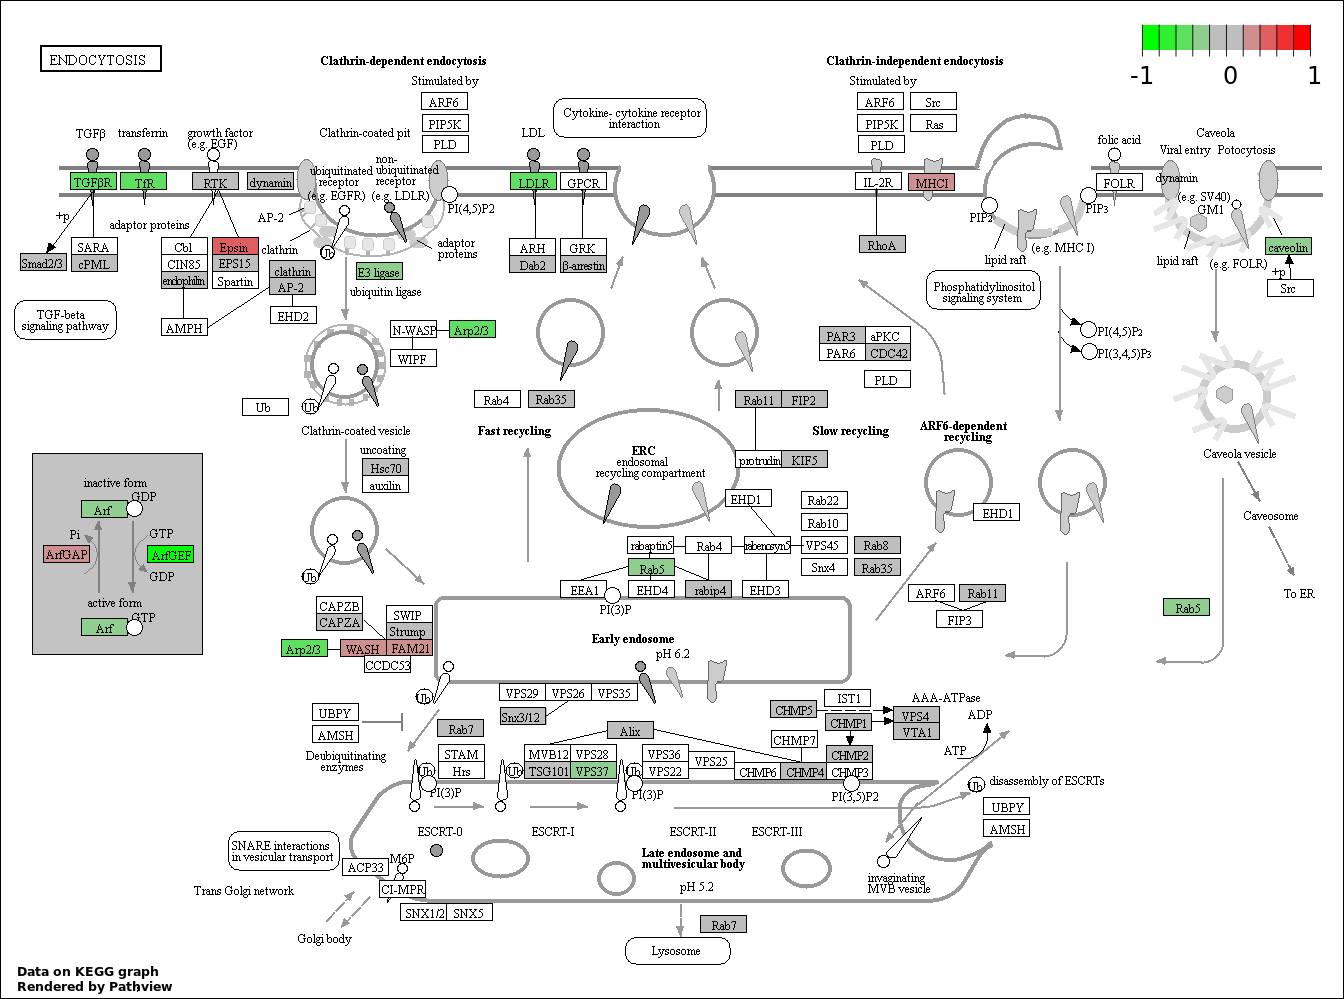 ENDOCYTOSIS
-1
0
1
Clathrin-dependent endocytosis
Stimulated by
ARF6
PIP5K
PLD
Clathrin-independent endocytosis
Stimulated by
ARF6
Src
PIP5K
Ras
PLD
Cytokine- cytokine receptor
interaction
TGFβ
transferrin
growth factor
(e.g. EGF)
Clathrin-coated pit
LDL
folic acid
Caveola
Viral entry
Potocytosis
TGFβR
TfR
RTK
dynamin
ubiquitinated
receptor
(e.g. EGFR)
non-
ubiquitinated
receptor
(e.g. LDLR)
LDLR
GPCR
IL-2R
MHCI
FOLR
dynamin
(e.g. SV40)
GM1
PI(4,5)P2
PIP2
PIP3
+p
adaptor proteins
AP-2
clathrin
Ub
adaptor
proteins
Smad2/3
SARA
cPML
Cbl
CIN85
endophilin
Epsin
EPS15
Spartin
clathrin
AP-2
EHD2
AMPH
E3 ligase
ubiquitin ligase
ARH
Dab2
GRK
β-arrestin
RhoA
lipid raft
(e.g. MHC I)
lipid raft
(e.g. FOLR)
caveolin
+p
Src
TGF-beta
signaling pathway
Phosphatidylinositol
signaling system
N-WASP
Arp2/3
WIPF
PAR3
aPKC
PAR6
CDC42
PLD
PI(4,5)P2
PI(3,4,5)P3
Ub
Ub
Clathrin-coated vesicle
uncoating
Hsc70
auxilin
Rab4
Rab35
Fast recycling
ERC
endosomal
recycling compartment
Rab11
FIP2
protrudin
KIF5
Slow recycling
ARF6-dependent
recycling
EHD1
Caveola vesicle
Caveosome
To ER
inactive form
GDP
Arf
Pi
GTP
ArfGAP
ArfGEF
GDP
active form
GTP
Arf
Ub
EHD1
Rab22
Rab10
rabaptin5
Rab4
rabenosyn5
VPS45
Rab8
Rab5
Snx4
Rab35
EEA1
EHD4
rabip4
EHD3
PI(3)P
ARF6
Rab11
FIP3
Rab5
CAPZB
CAPZA
SWIP
Strump
Arp2/3
WASH
FAM21
CCDC53
Early endosome
pH 6.2
Ub
VPS29
VPS26
VPS35
Snx3/12
UBPY
AMSH
Deubiquitinating
enzymes
Rab7
Alix
CHMP5
IST1
CHMP1
AAA-ATPase
VPS4
VTA1
ADP
ATP
STAM
Hrs
MVB12
VPS28
TSG101
VPS37
VPS36
VPS22
VPS25
CHMP7
CHMP2
CHMP6
CHMP4
CHMP3
Ub
Ub
Ub
PI(3)P
PI(3)P
PI(3,5)P2
Ub
disassembly of ESCRTs
UBPY
AMSH
ESCRT-0
ESCRT-I
ESCRT-II
ESCRT-III
SNARE interactions
in vesicular transport
ACP33
M6P
CI-MPR
Late endosome and
multivesicular body
pH 5.2
invaginating
MVB vesicle
Trans Golgi network
SNX1/2
SNX5
Golgi body
Rab7
Lysosome
Data on KEGG graph
Rendered by Pathview